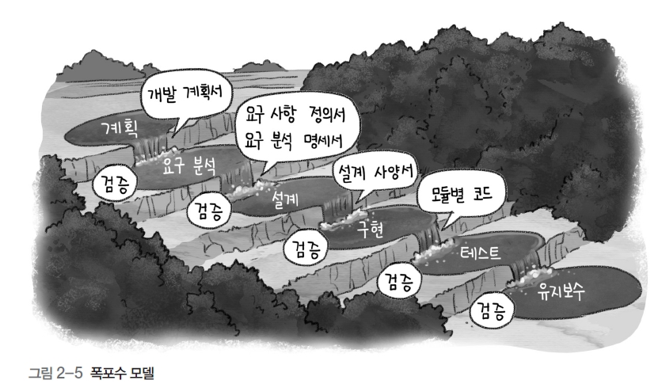 개발 계획서
계획
요구 사항 정의서
요구 분석 명세서
검증
요구 분석
설계 사양서
검증
설계
모듈별 코드
검증
구현
검증
테스트
검증
유지보수
그림 2-5 폭포수 모델